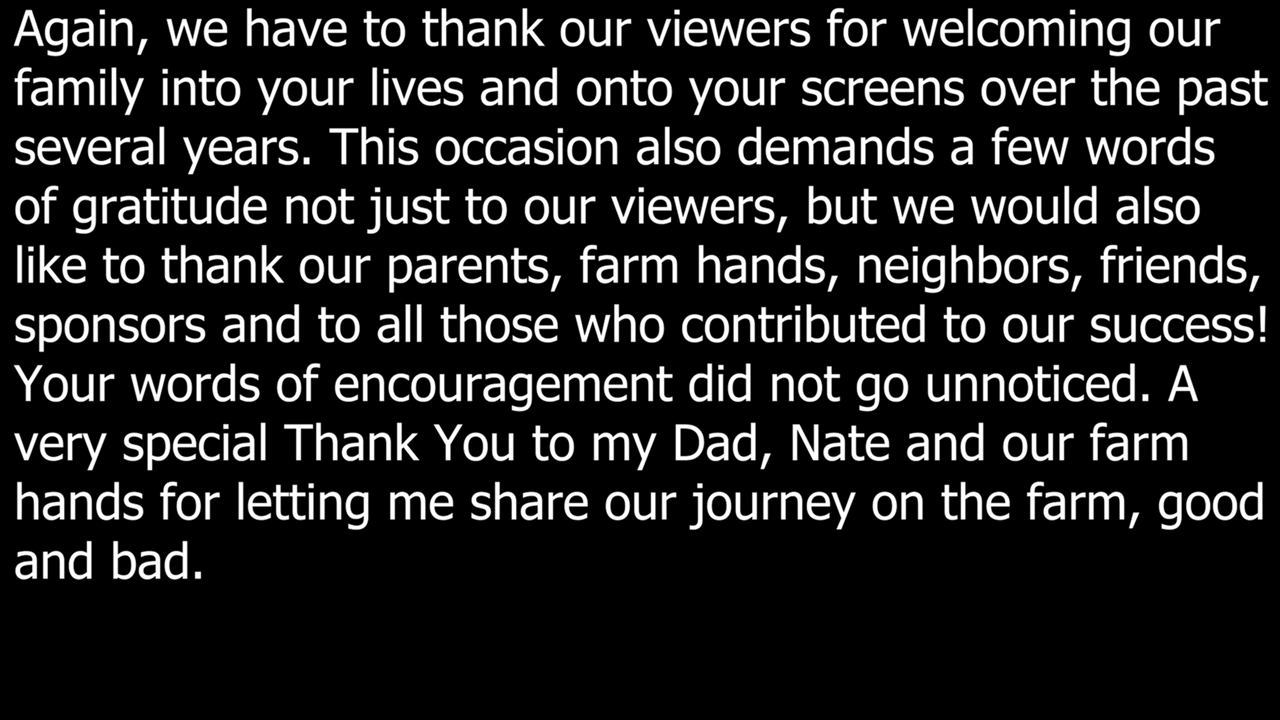 Again, we have to thank our viewers for welcoming our
family into your lives and onto your screens over the past
several years. This occasion also demands a few words
of gratitude not just to our viewers, but we would also
like to thank our parents, farm hands, neighbors, friends,
sponsors and to all those who contributed to our success!
Your words of encouragement did not go unnoticed. A
very special Thank You to my Dad, Nate and our farm
hands for letting me share our journey on the farm, good
and bad.